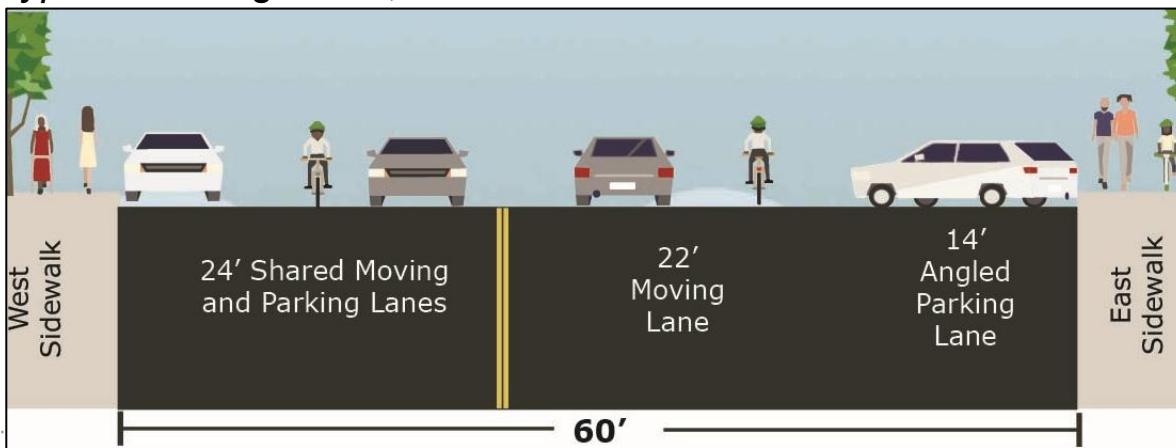 West
Sidewalk
24’ Shared Moving
and Parking Lanes
22’
Moving
Lane
14’
Angled
Parking
Lane
East
Sidewalk
60’